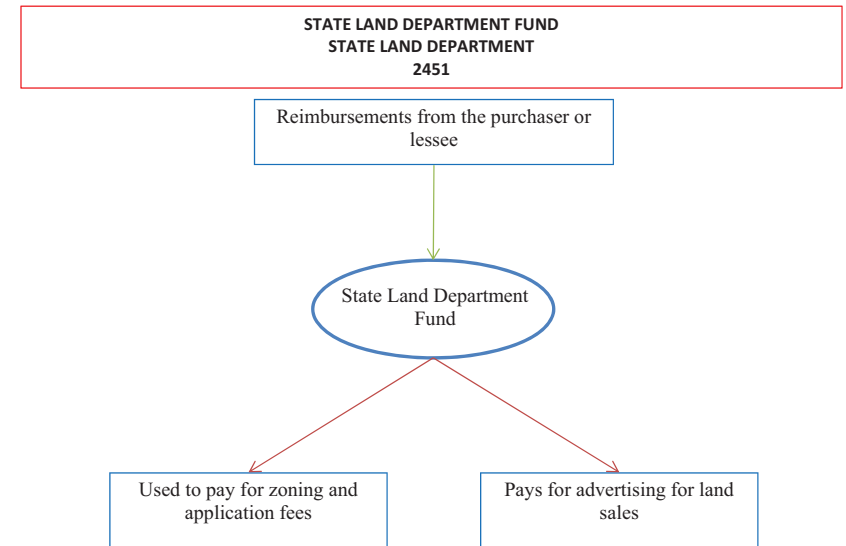 STATE LAND DEPARTMENT FUND
STATE LAND DEPARTMENT
2451
Reimbursements from the purchaser or
lessee
State Land Department
Fund
Used to pay for zoning and
application fees
Pays for advertising for land
sales